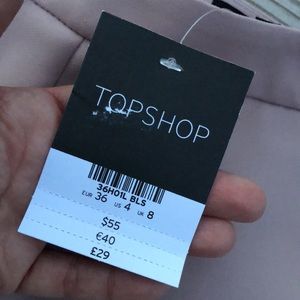 TOPSHOP
36H01L BLS
EUR 36 US 4 UK 8
$55
€40
£29